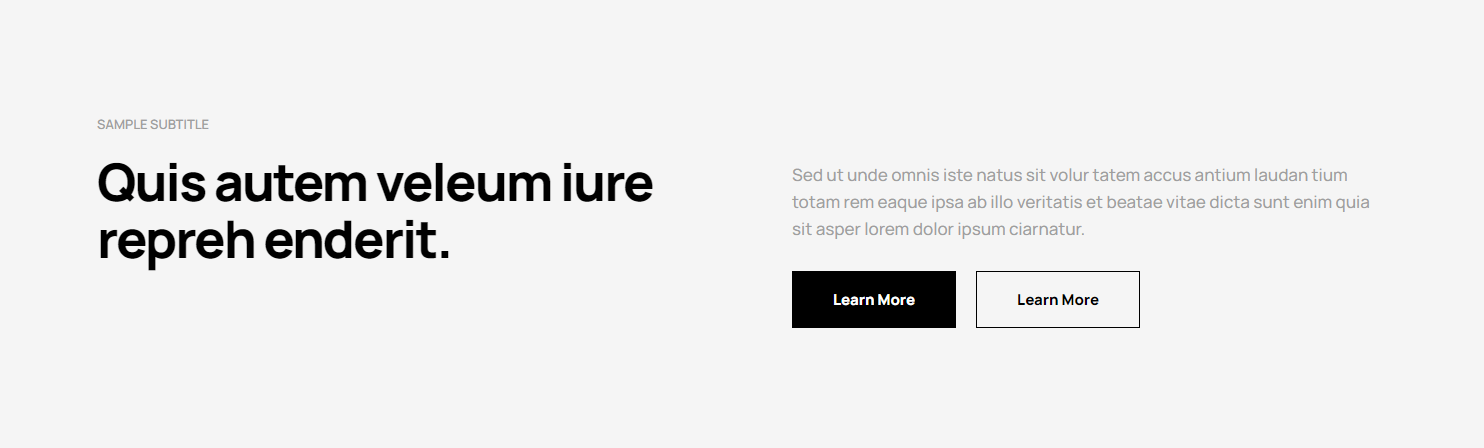 SAMPLE SUBTITLE
Quis autem veleum iure
repreh enderit.
Sed ut unde omnis iste natus sit volur tatem accus antium laudan tium
totam rem eaque ipsa ab illo veritatis et beatae vitae dicta sunt enim quia
sit asper lorem dolor ipsum ciarnatur.
Learn More
Learn More